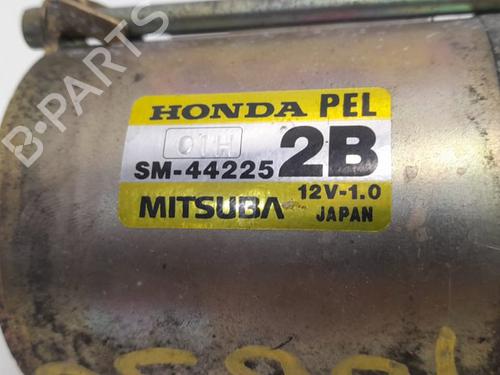 HONDA PEL
01H
SM-44225 2B
12V-1.0
MITSUBA JAPAN
B-PARTS